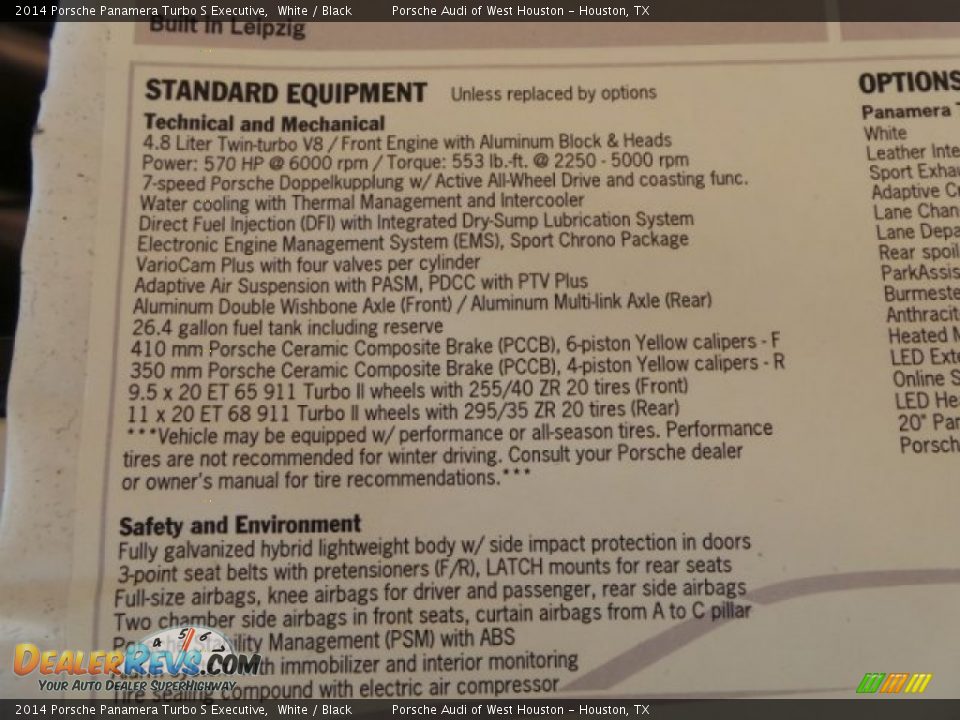 2014 Porsche Panamera Turbo S Executive, White / Black Porsche Audi of West Houston - Houston, TX
Built in Leipzig
STANDARD EQUIPMENT Unless replaced by options
Technical and Mechanical
4.8 Liter Twin-turbo V8 / Front Engine with Aluminum Block & Heads
Power: 570 HP @ 6000 rpm / Torque: 553 lb.-ft. @ 2250 - 5000 rpm
7-speed Porsche Doppelkupplung w/ Active All-Wheel Drive and coasting func.
Water cooling with Thermal Management and Intercooler
Direct Fuel Injection (DFI) with Integrated Dry-Sump Lubrication System
Electronic Engine Management System (EMS), Sport Chrono Package
VarioCam Plus with four valves per cylinder
Adaptive Air Suspension with PASM, PDCC with PTV Plus
Aluminum Double Wishbone Axle (Front) / Aluminum Multi-link Axle (Rear)
26.4 gallon fuel tank including reserve
410 mm Porsche Ceramic Composite Brake (PCCB), 6-piston Yellow calipers - F
350 mm Porsche Ceramic Composite Brake (PCCB), 4-piston Yellow calipers - R
9.5 x 20 ET 65 911 Turbo II wheels with 255/40 ZR 20 tires (Front)
11 x 20 ET 68 911 Turbo II wheels with 295/35 ZR 20 tires (Rear)
***Vehicle may be equipped w/ performance or all-season tires. Performance
tires are not recommended for winter driving. Consult your Porsche dealer
or owner's manual for tire recommendations.***
Safety and Environment
Fully galvanized hybrid lightweight body w/ side impact protection in doors
3-point seat belts with pretensioners (F/R), LATCH mounts for rear seats
Full-size airbags, knee airbags for driver and passenger, rear side airbags
Two chamber side airbags in front seats, curtain airbags from A to C pillar
Management (PSM) with ABS
immobilizer and interior monitoring
Tire sealing compound with electric air compressor
OPTIONS
Panamera
White
Leather Inte
Sport Exhau
Adaptive C
Lane Chan
Lane Depa
Rear spoil
ParkAssis
Burmeste
Anthracit
Heated M
LED Exte
Online S
LED He
20" Pan
Porsch
4 5 6 7
DealerRevs.com
Your Auto Dealer SuperHighway
2014 Porsche Panamera Turbo S Executive, White / Black Porsche Audi of West Houston - Houston, TX